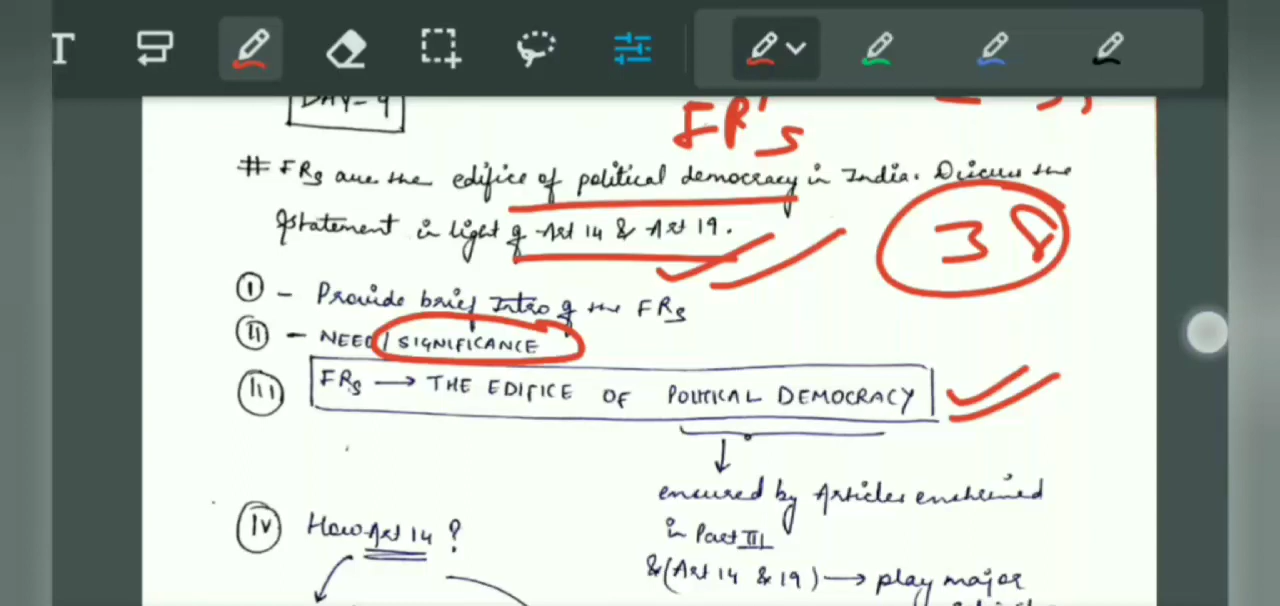 T
DAY-9
FR's
# FRs are the edifice of political democracy in India. Discuss the
statement in light of Art 14 & Art 19.
38
I - Provide brief Intro of the FRs
II - NEED / SIGNIFICANCE
III FRs → THE EDIFICE OF POLITICAL DEMOCRACY
ensured by Articles enshrined
in Part III
IV How Art 14 ?
& (Art 14 & 19) → play major